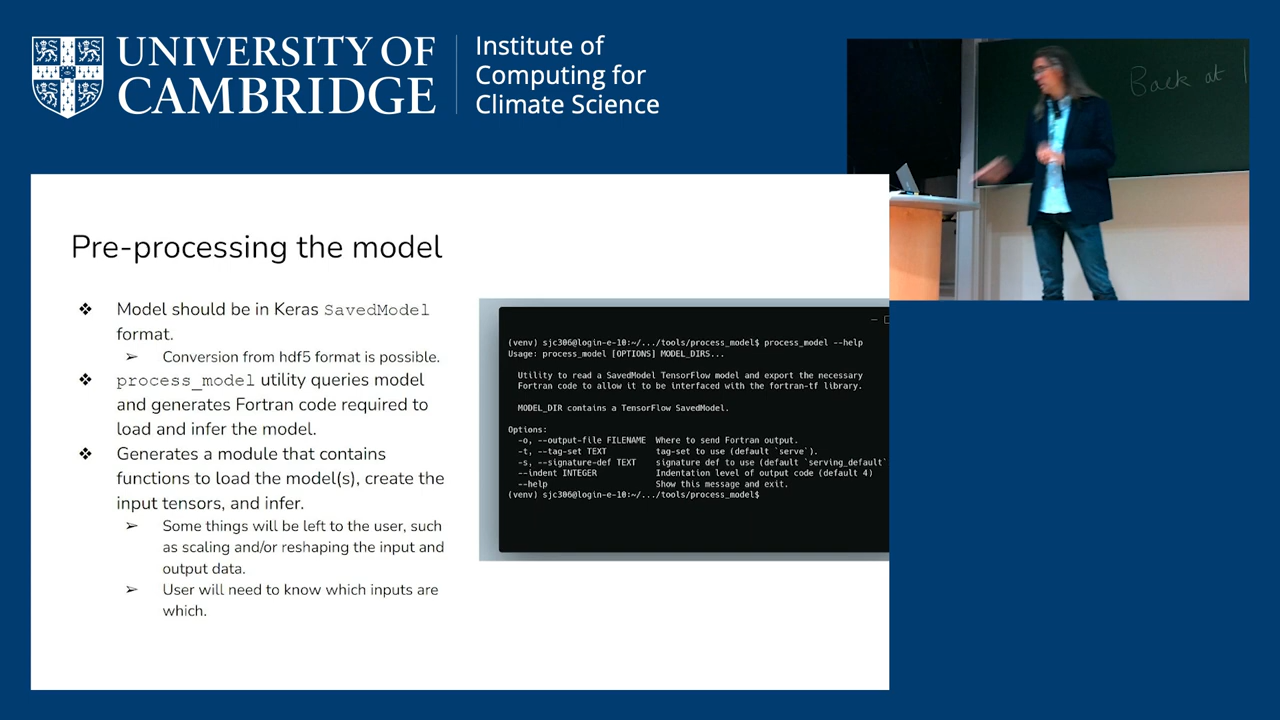 UNIVERSITY OF
CAMBRIDGE
Institute of
Computing for
Climate Science
Back at
Pre-processing the model
❖ Model should be in Keras SavedModel
format.
➢ Conversion from hdf5 format is possible.
❖ process_model utility queries model
and generates Fortran code required to
load and infer the model.
❖ Generates a module that contains
functions to load the model(s), create the
input tensors, and infer.
➢ Some things will be left to the user, such
as scaling and/or reshaping the input and
output data.
➢ User will need to know which inputs are
which.
(venv) sjc306@login-e-10:~/.../tools/process_model$ process_model --help
Usage: process_model [OPTIONS] MODEL_DIRS...
Utility to read a SavedModel TensorFlow model and export the necessary
Fortran code to allow it to be interfaced with the fortran-tf library.
MODEL_DIR contains a TensorFlow SavedModel.
Options:
-o, --output-file FILENAME Where to send Fortran output.
-t, --tag-set TEXT tag-set to use (default `serve`).
-s, --signature-def TEXT signature def to use (default `serving_default`
--indent INTEGER Indentation level of output code (default 4)
--help Show this message and exit.
(venv) sjc306@login-e-10:~/.../tools/process_model$